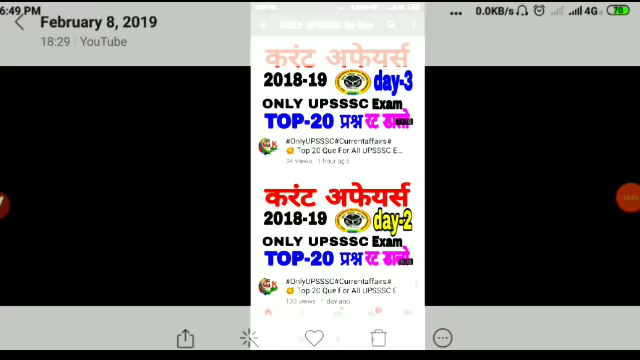 6:49 PM
... 0.0KB/s 4G 70
February 8, 2019
18:29 | YouTube
करंट अफेयर्स
2018-19 day-3
ONLY UPSSSC Exam
TOP-20 प्रश्न रट डालो
#OnlyUPSSSC#Currentaffairs#
💥 Top 20 Que For All UPSSSC E...
34 views · 1 hour ago
करंट अफेयर्स
2018-19 day-2
ONLY UPSSSC Exam
TOP-20 प्रश्न रट डालो
#OnlyUPSSSC#Currentaffairs#
💥 Top 20 Que For All UPSSSC E
193 views · 1 day ago